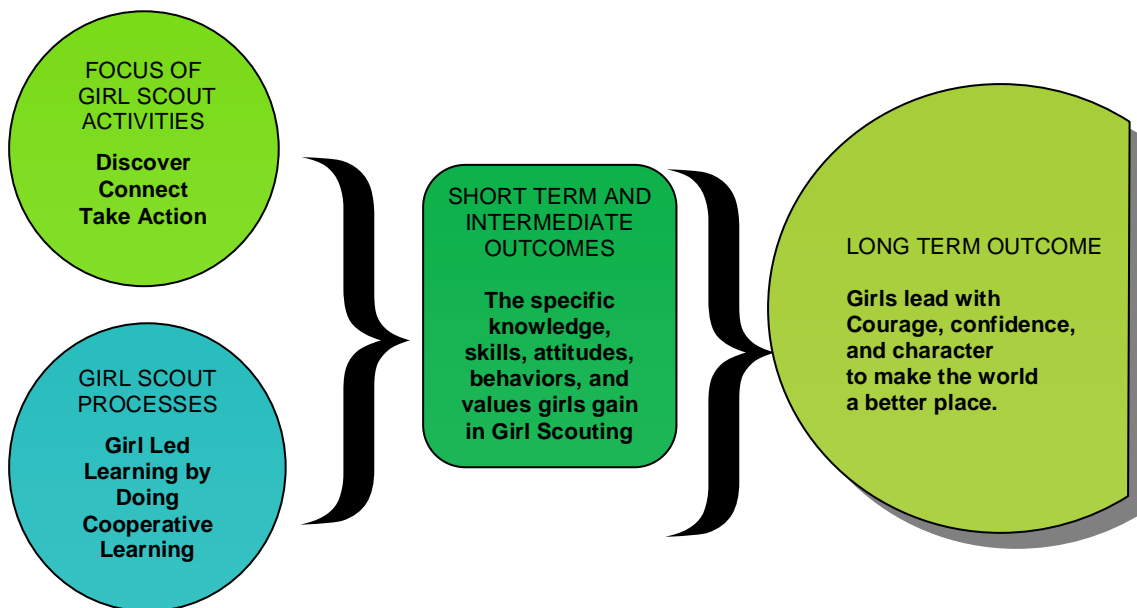 FOCUS OF
GIRL SCOUT
ACTIVITIES
Discover
Connect
Take Action
GIRL SCOUT
PROCESSES
Girl Led
Learning by
Doing
Cooperative
Learning
SHORT TERM AND
INTERMEDIATE
OUTCOMES
The specific
knowledge,
skills, attitudes,
behaviors, and
values girls gain
in Girl Scouting
LONG TERM OUTCOME
Girls lead with
Courage, confidence,
and character
to make the world
a better place.